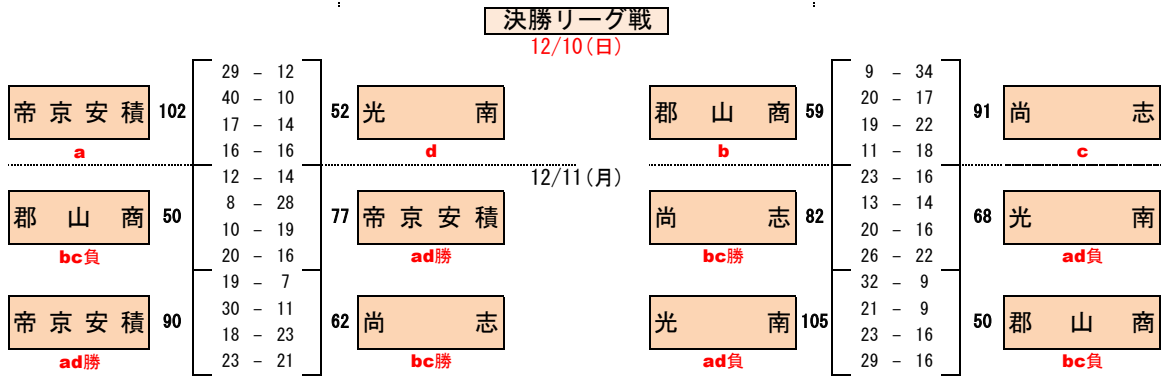 決勝リーグ戦
12/10(日)
帝京安積 102 29 － 12 52 光南
40 － 10
17 － 14
16 － 16
a d
郡山商 59 9 － 34 91 尚志
20 － 17
19 － 22
11 － 18
b c
12/11(月)
郡山商 50 12 － 14 77 帝京安積
8 － 28
10 － 19
20 － 16
bc負 ad勝
尚志 82 23 － 16 68 光南
13 － 14
20 － 16
26 － 22
bc勝 ad負
帝京安積 90 19 － 7 62 尚志
30 － 11
18 － 23
23 － 21
ad勝 bc勝
光南 105 32 － 9 50 郡山商
21 － 9
23 － 16
29 － 16
ad負 bc負